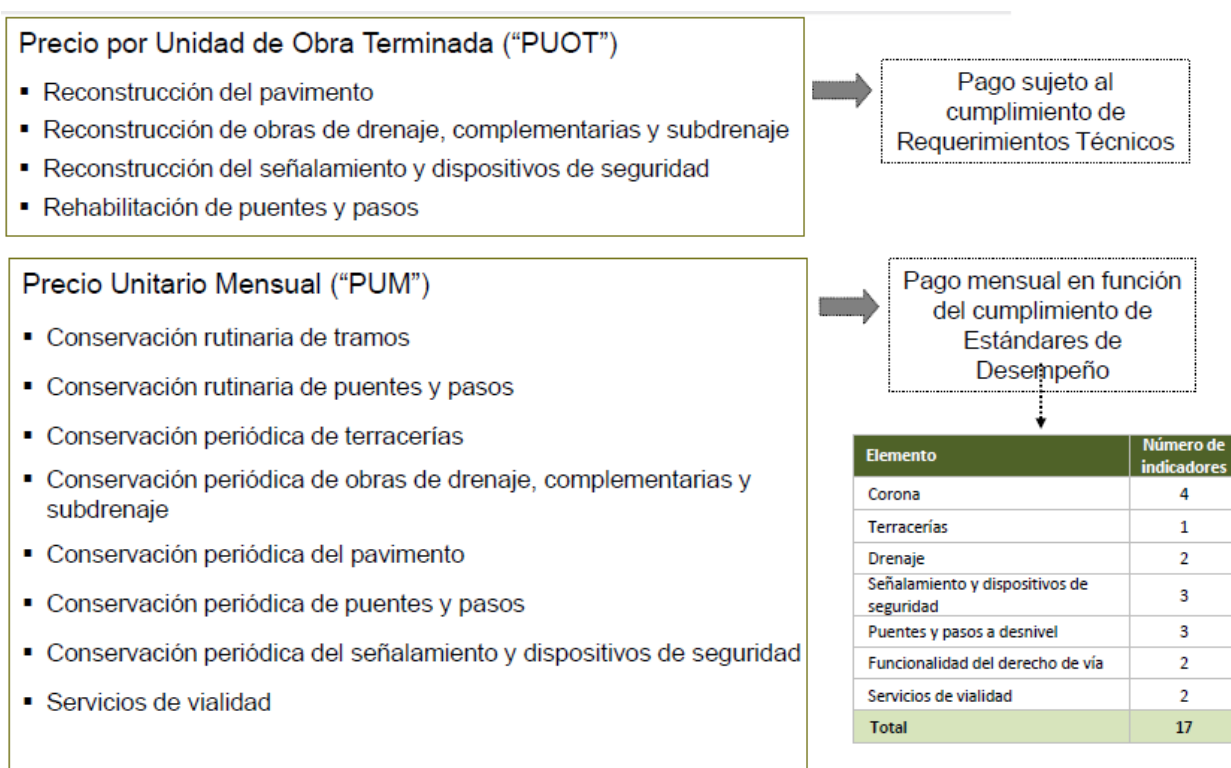 Precio por Unidad de Obra Terminada (“PUOT”)
▪ Reconstrucción del pavimento
▪ Reconstrucción de obras de drenaje, complementarias y subdrenaje
▪ Reconstrucción del señalamiento y dispositivos de seguridad
▪ Rehabilitación de puentes y pasos
Pago sujeto al
cumplimiento de
Requerimientos Técnicos
Precio Unitario Mensual (“PUM”)
▪ Conservación rutinaria de tramos
▪ Conservación rutinaria de puentes y pasos
▪ Conservación periódica de terracerías
▪ Conservación periódica de obras de drenaje, complementarias y
subdrenaje
▪ Conservación periódica del pavimento
▪ Conservación periódica de puentes y pasos
▪ Conservación periódica del señalamiento y dispositivos de seguridad
▪ Servicios de vialidad
Pago mensual en función
del cumplimiento de
Estándares de
Desempeño
Elemento Número de
indicadores
Corona 4
Terracerías 1
Drenaje 2
Señalamiento y dispositivos de
seguridad 3
Puentes y pasos a desnivel 3
Funcionalidad del derecho de vía 2
Servicios de vialidad 2
Total 17